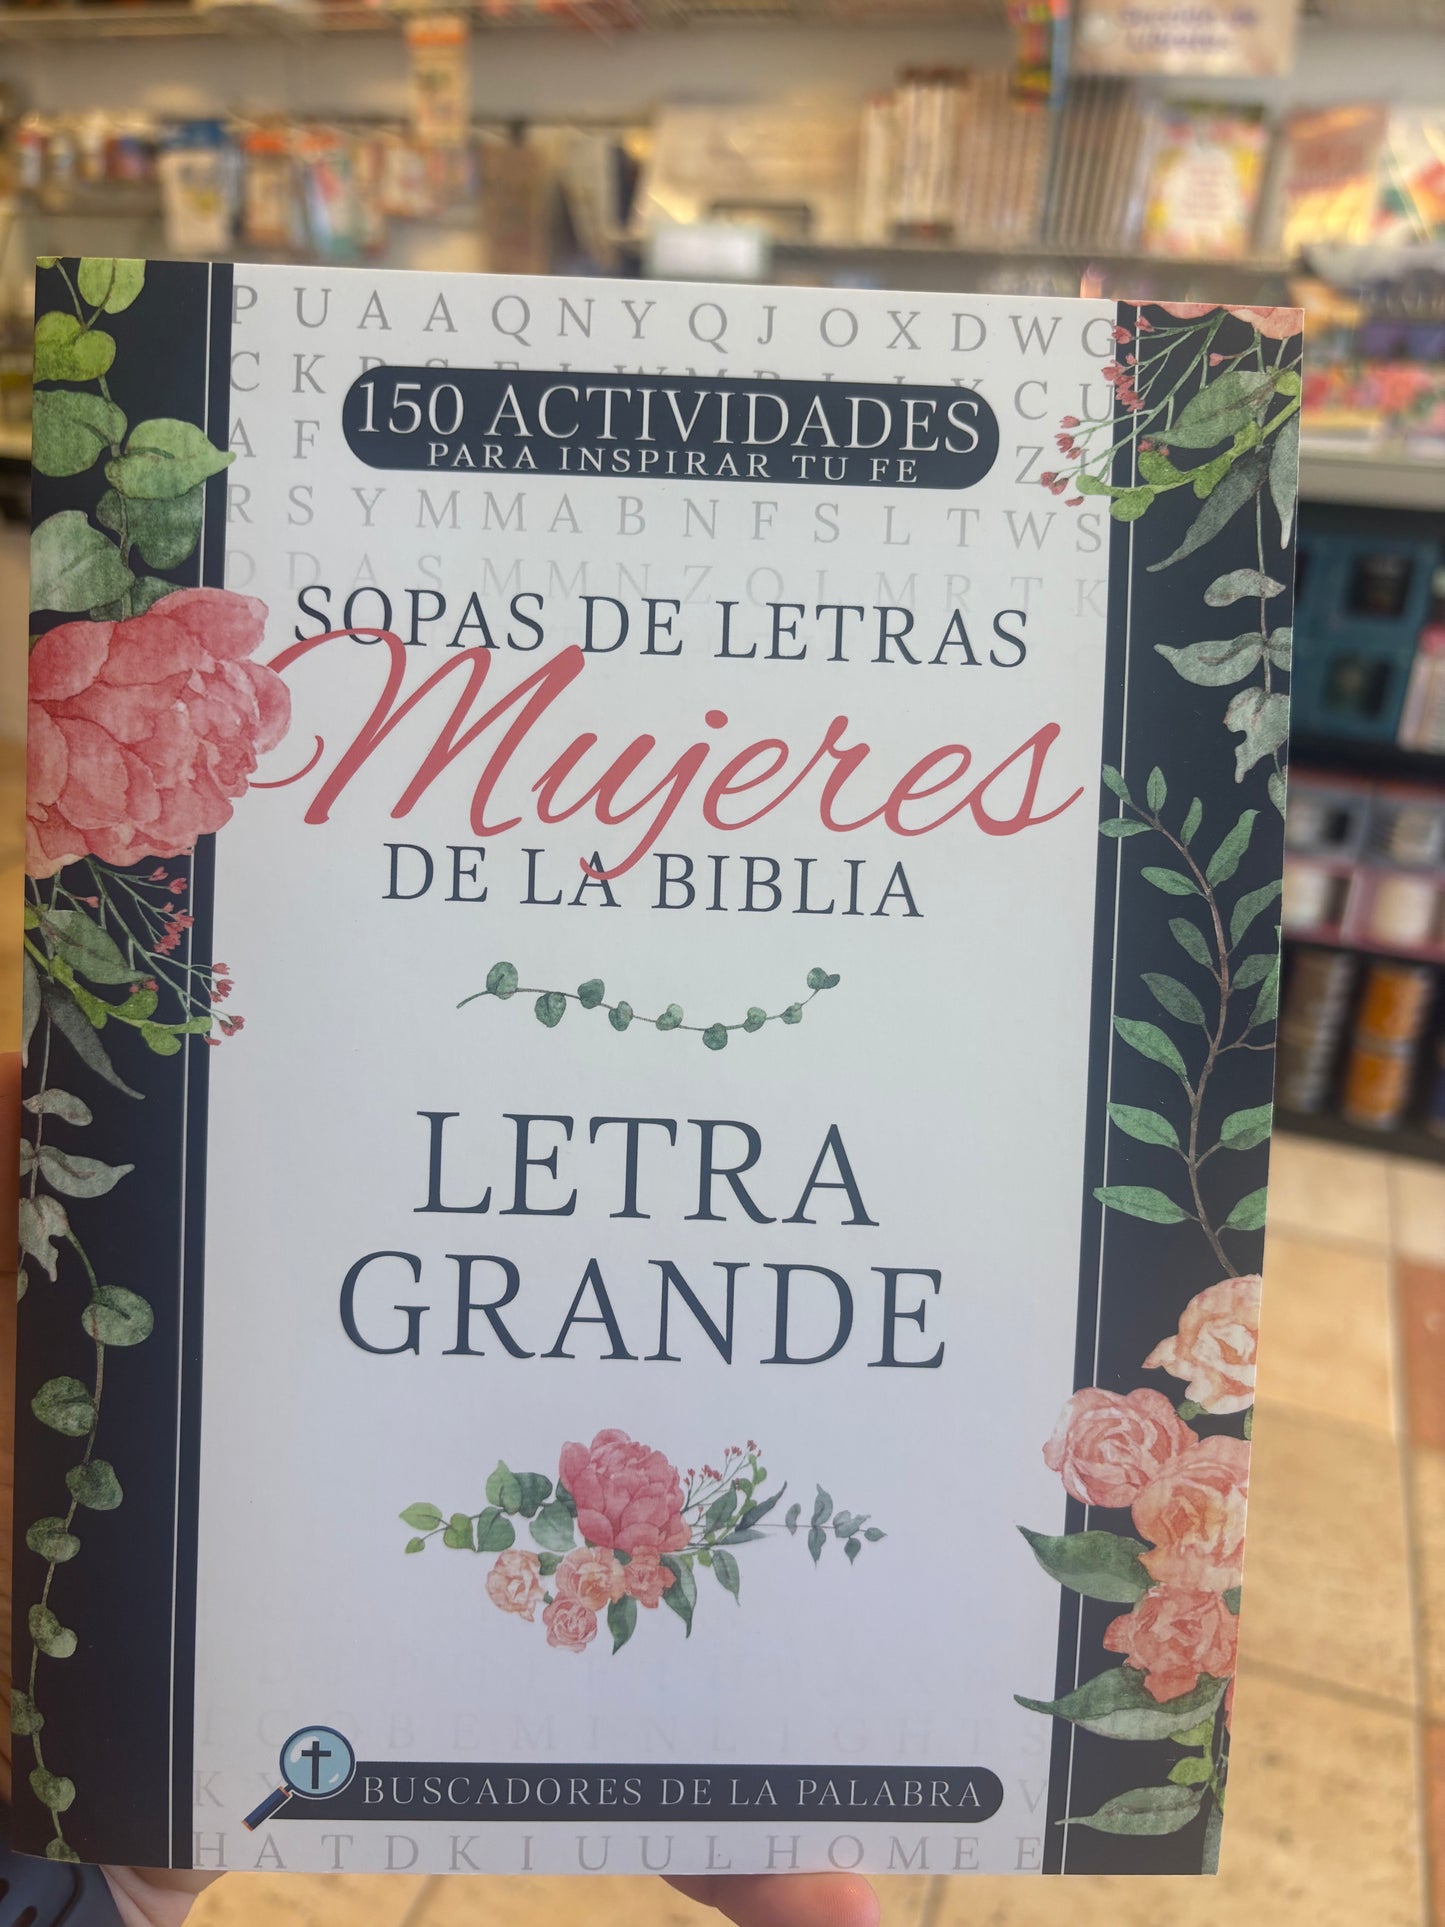 P U A A Q N Y Q J O X D W G
150 ACTIVIDADES
PARA INSPIRAR TU FE
R S Y M M A B N F S L T W S
D D A S M M N Z O L M R T K
SOPAS DE LETRAS
Mujeres
DE LA BIBLIA
LETRA
GRANDE
BUSCADORES DE LA PALABRA
H A T D K I U U L H O M E E